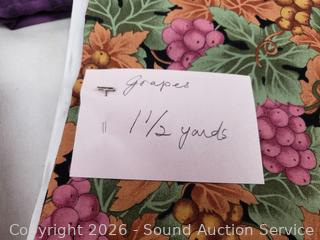 Grapes
1 1/2 yards
Copyright 2026 - Sound Auction Service